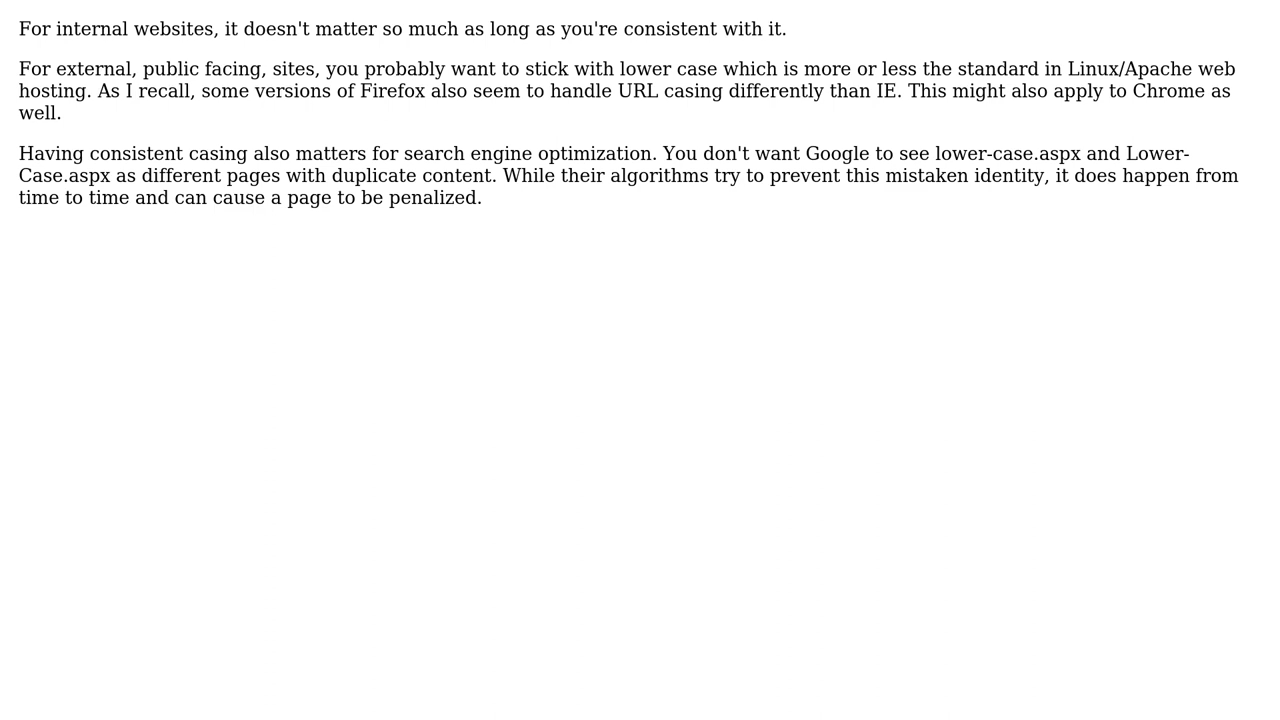 For internal websites, it doesn't matter so much as long as you're consistent with it.
For external, public facing, sites, you probably want to stick with lower case which is more or less the standard in Linux/Apache web
hosting. As I recall, some versions of Firefox also seem to handle URL casing differently than IE. This might also apply to Chrome as
well.
Having consistent casing also matters for search engine optimization. You don't want Google to see lower-case.aspx and Lower-
Case.aspx as different pages with duplicate content. While their algorithms try to prevent this mistaken identity, it does happen from
time to time and can cause a page to be penalized.